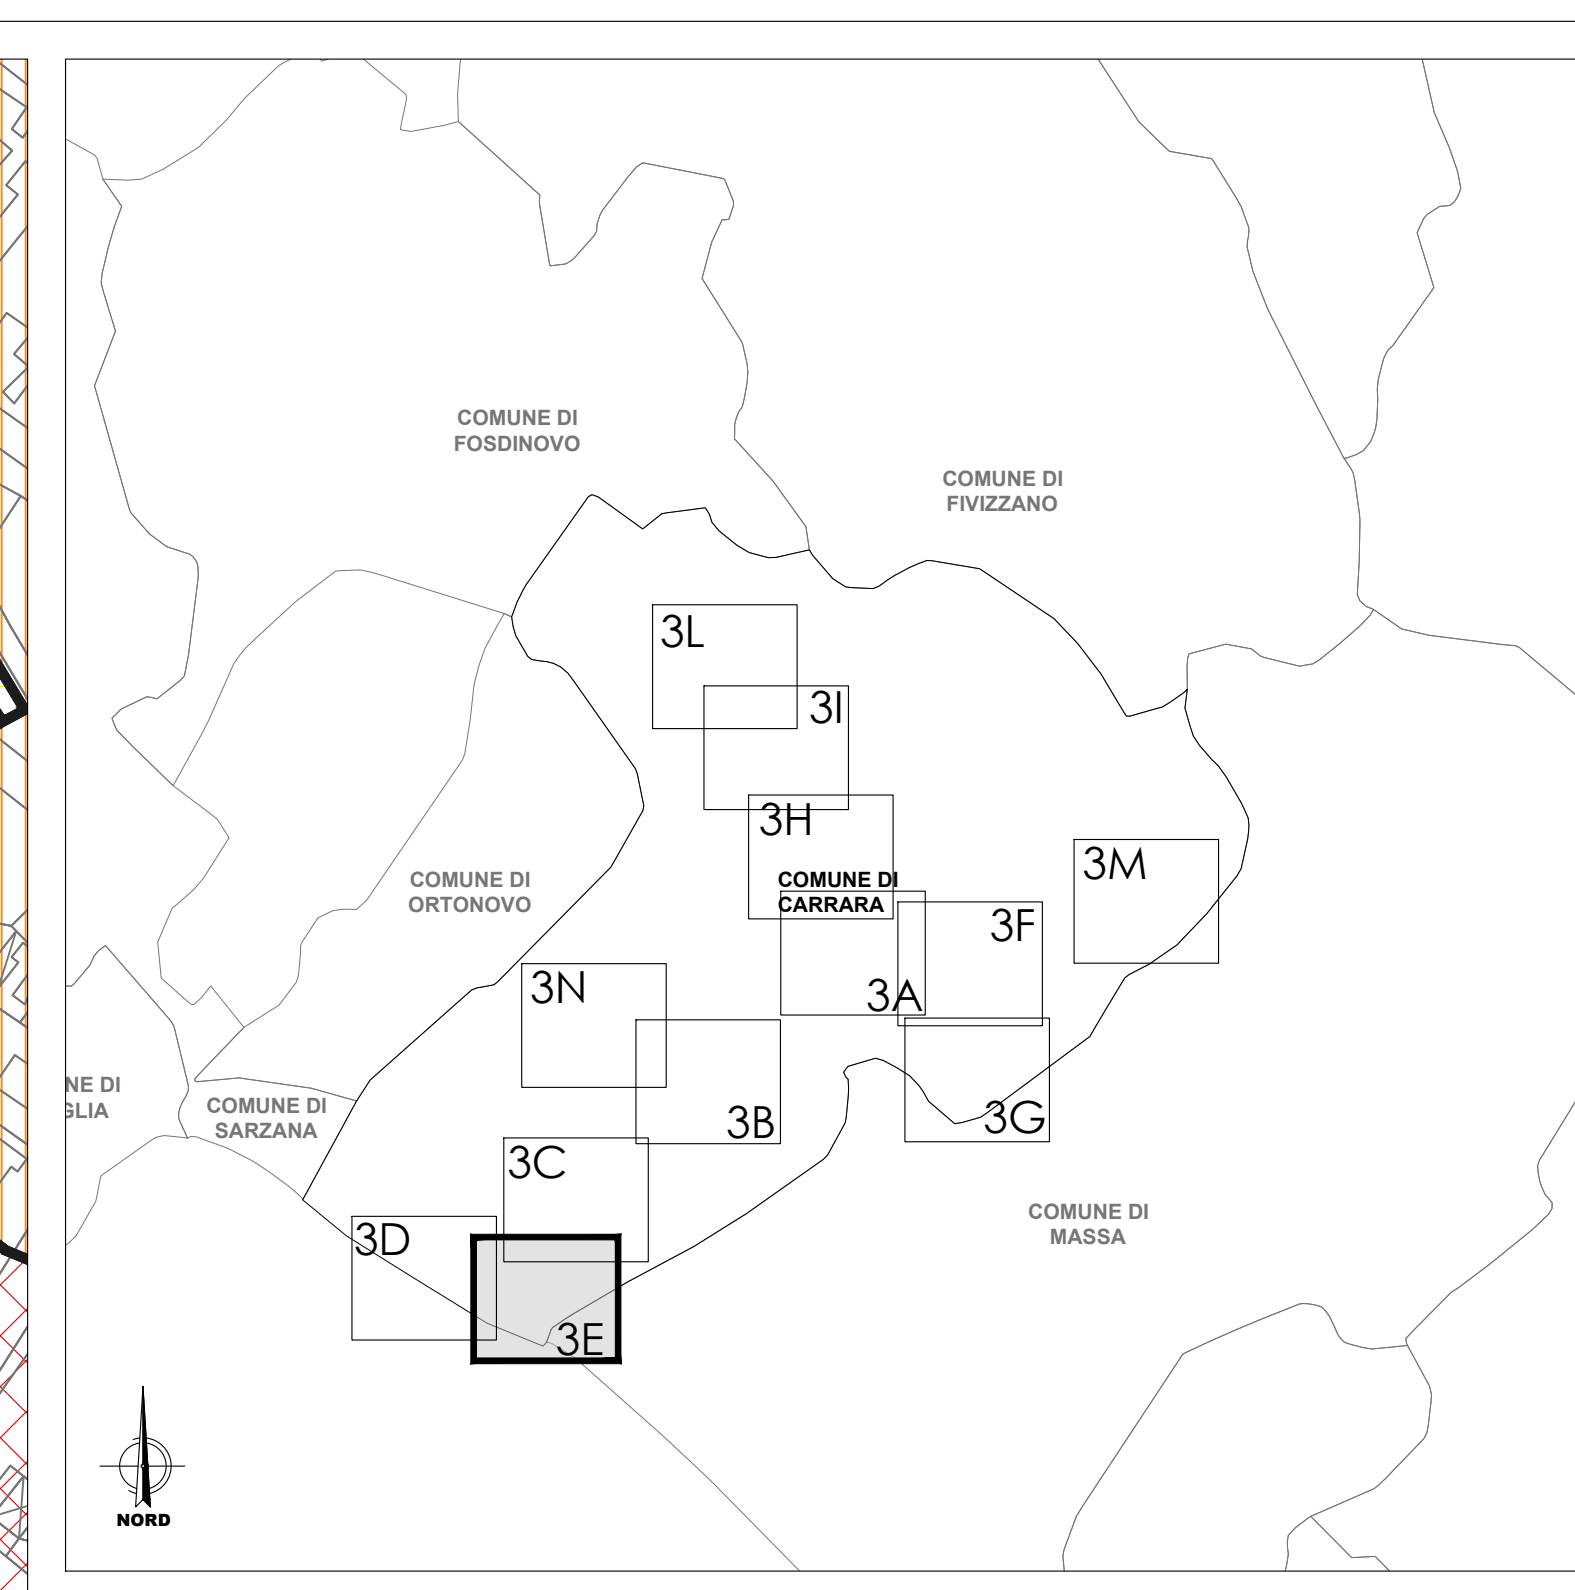 COMUNE DI
FOSDINOVO
COMUNE DI
FIVIZZANO
3L
3I
3H
COMUNE DI
CARRARA
3M
COMUNE DI
ORTONOVO
3F
3N
3A
NE DI
GLIA
COMUNE DI
SARZANA
3B
3G
3C
COMUNE DI
MASSA
3D
3E
NORD